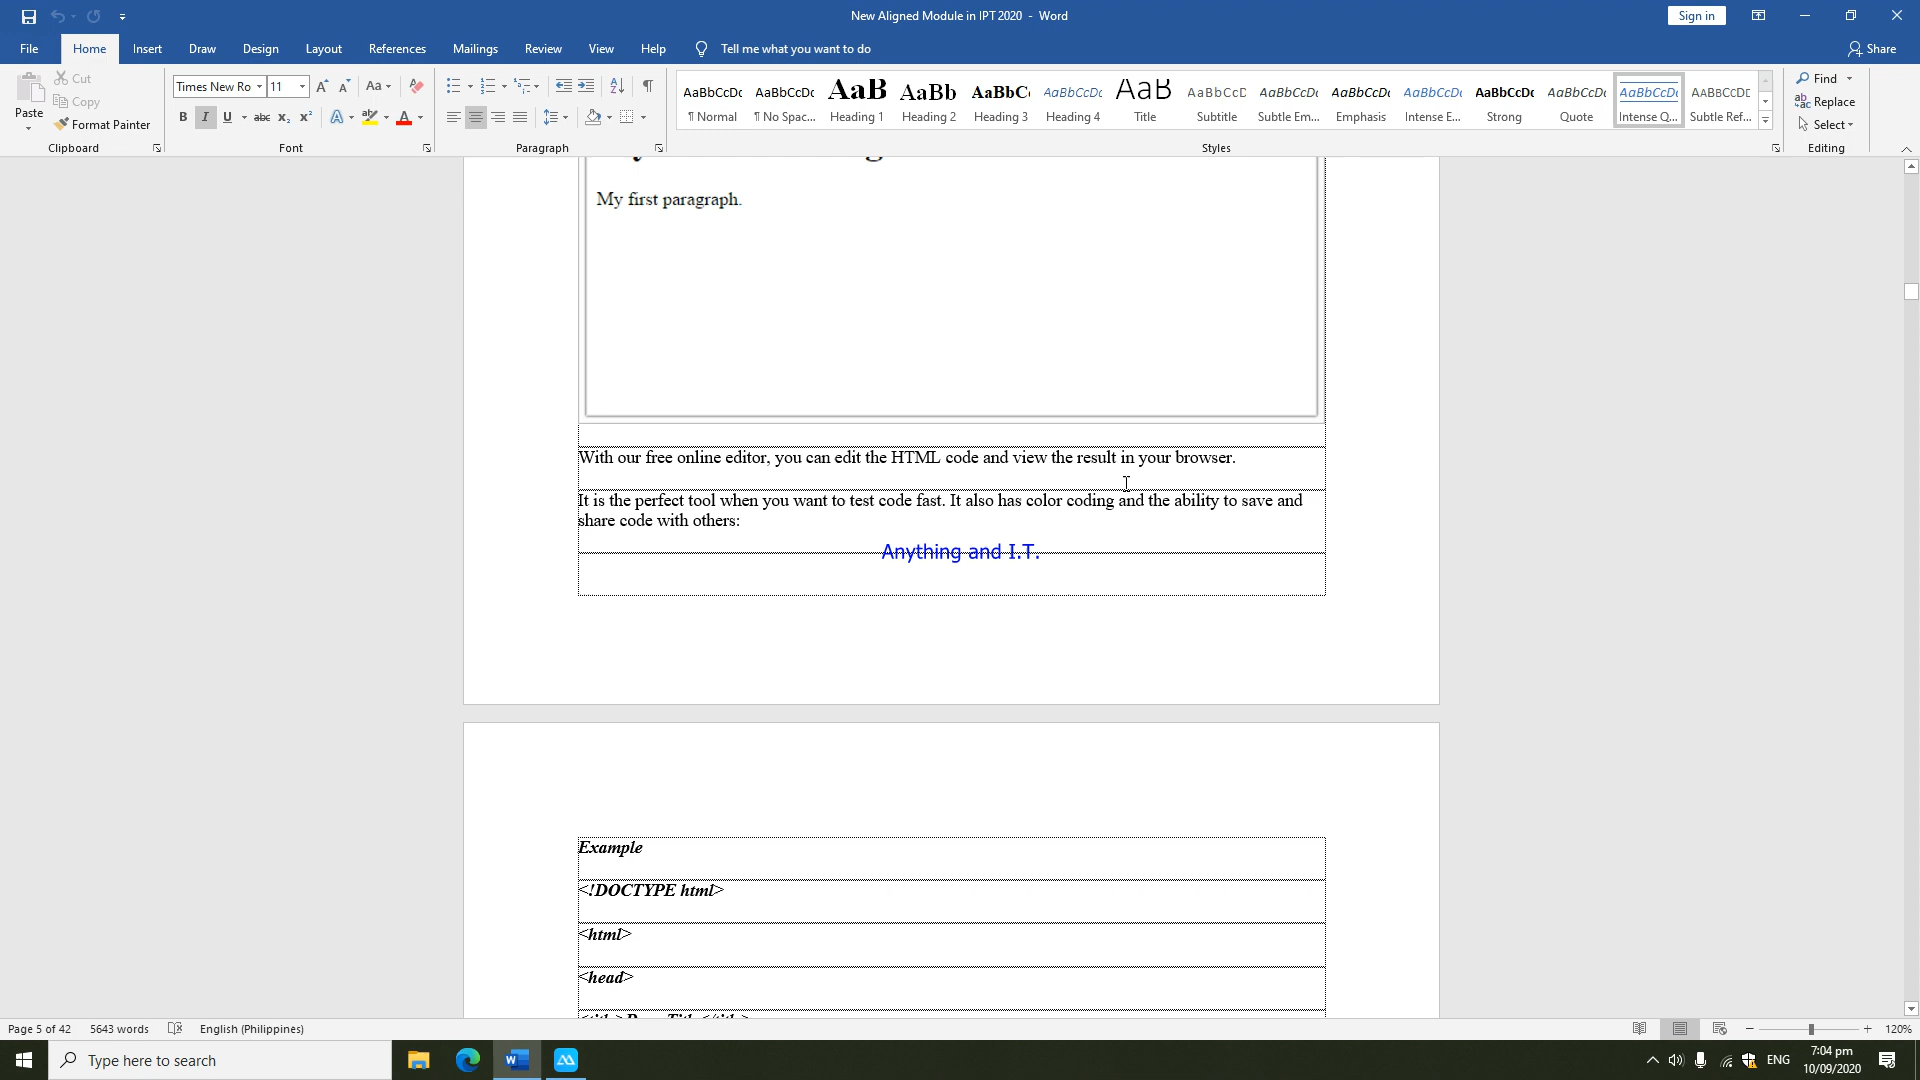 New Aligned Module in IPT 2020 - Word
Sign in
File Home Insert Draw Design Layout References Mailings Review View Help Tell me what you want to do
Share
Paste
Cut
Copy
Format Painter
Clipboard
Times New Ro 11
Font
Paragraph
AaBbCcDc AaBbCcDc AaB AaBb AaBbC AaBbCcDc AaB AaBbCcD AaBbCcDc AaBbCcDc AaBbCcDc AaBbCcDc AaBbCcDc AaBbCcDc AABBCCDE
¶ Normal ¶ No Spac... Heading 1 Heading 2 Heading 3 Heading 4 Title Subtitle Subtle Em... Emphasis Intense E... Strong Quote Intense Q... Subtle Ref...
Styles
Find
Replace
Select
Editing
My first paragraph.
With our free online editor, you can edit the HTML code and view the result in your browser.
It is the perfect tool when you want to test code fast. It also has color coding and the ability to save and
share code with others:
Anything and I.T.
Example
<!DOCTYPE html>
<html>
<head>
Page 5 of 42 5643 words English (Philippines)
120%
Type here to search
ENG
7:04 pm
10/09/2020